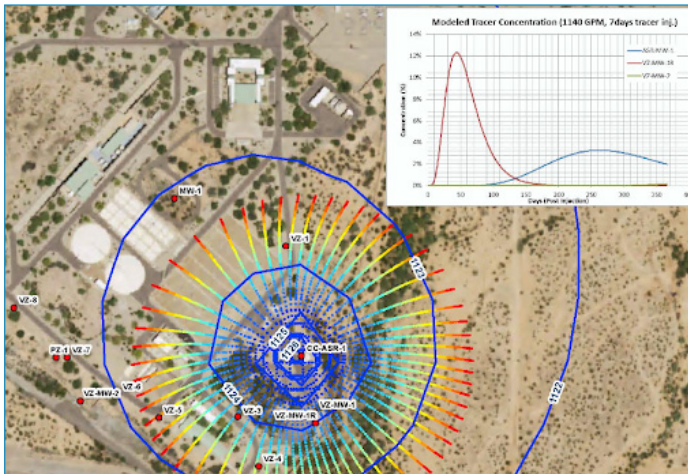 Modeled Tracer Concentration (1140 GPM, 7days tracer inj.)
14%
12%
10%
8%
6%
4%
2%
0%
Concentration (%)
0
50
100
150
200
250
300
350
Days (Post Injection)
ASR-MW-1
VZ-MW-1R
VZ-MW-2
MW-1
VZ-1
1123
VZ-8
1125
CC-ASR-1
PZ-1
VZ-7
VZ-6
1124
1122
VZ-MW-2
VZ-5
VZ-3
VZ-MW-1
VZ-MW-1R
VZ-4